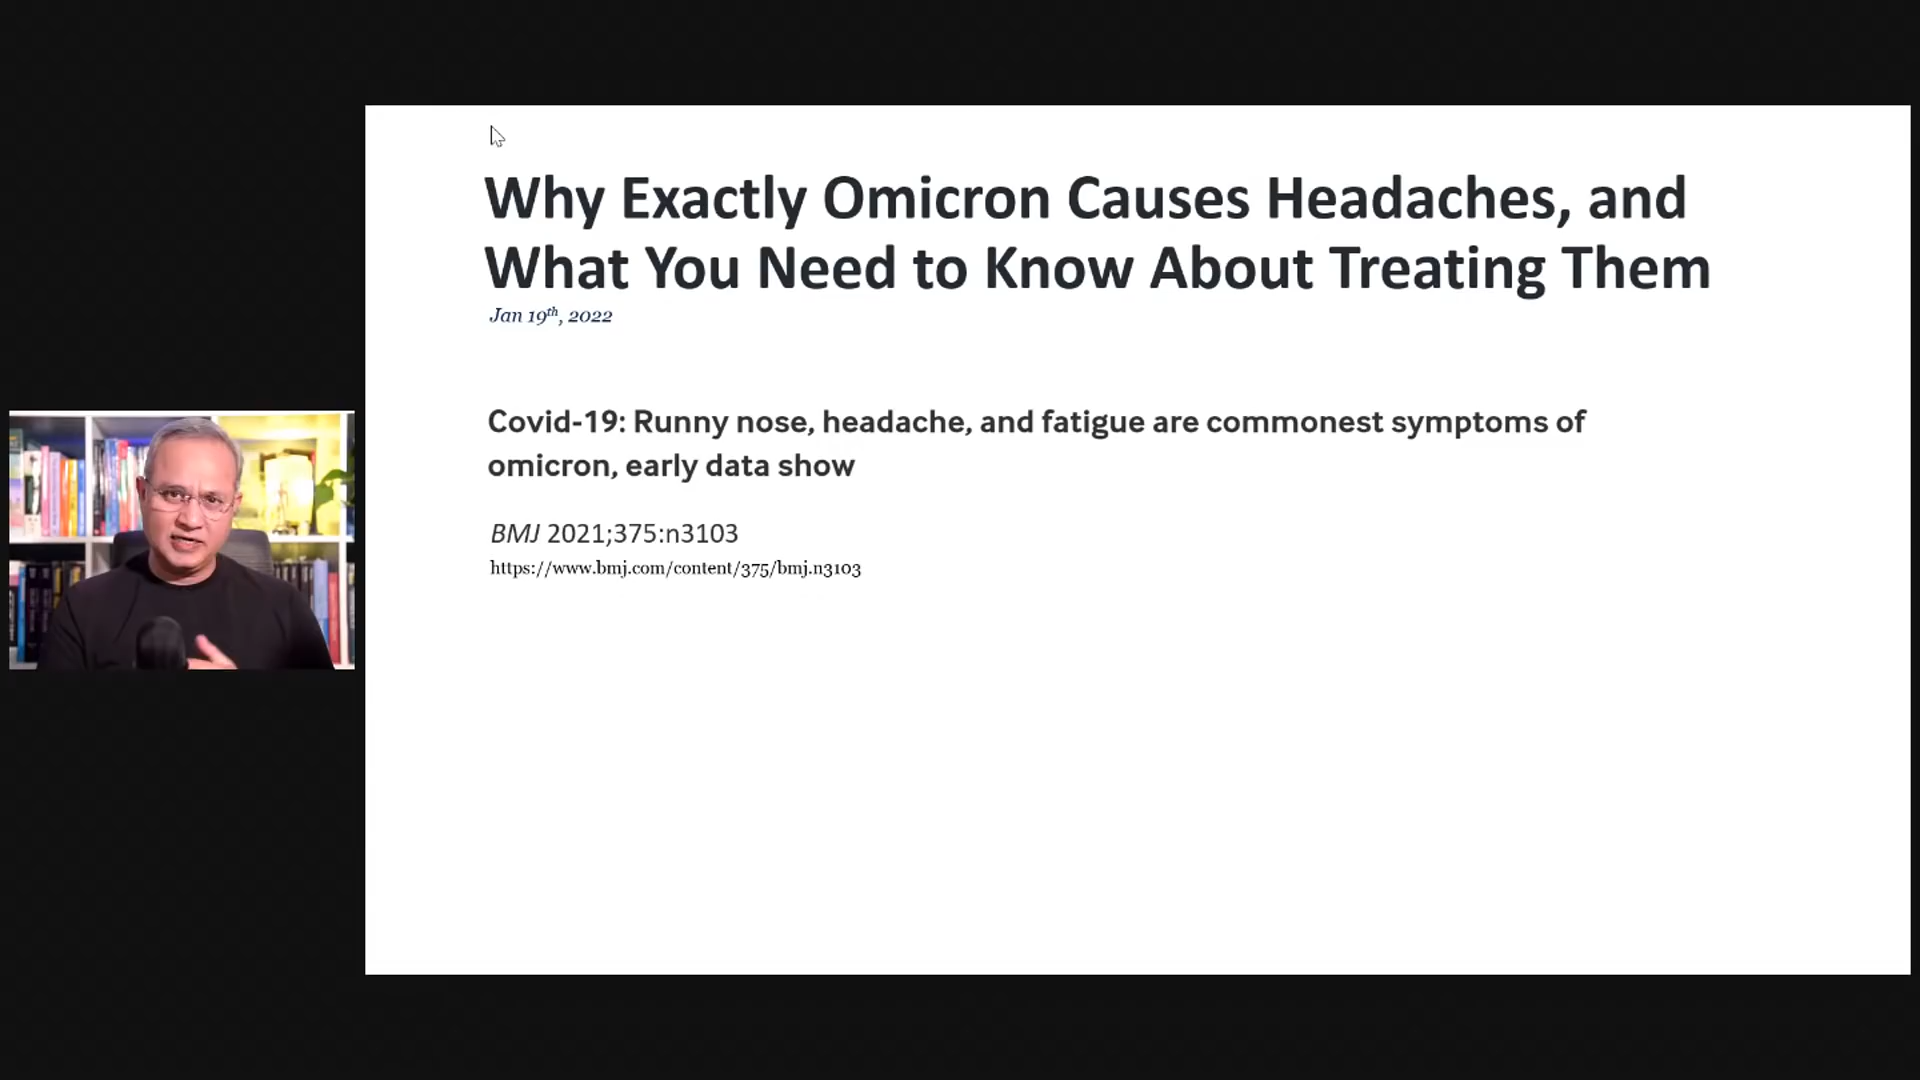 Why Exactly Omicron Causes Headaches, and
What You Need to Know About Treating Them
Jan 19th, 2022
Covid-19: Runny nose, headache, and fatigue are commonest symptoms of
omicron, early data show
BMJ 2021;375:n3103
https://www.bmj.com/content/375/bmj.n3103